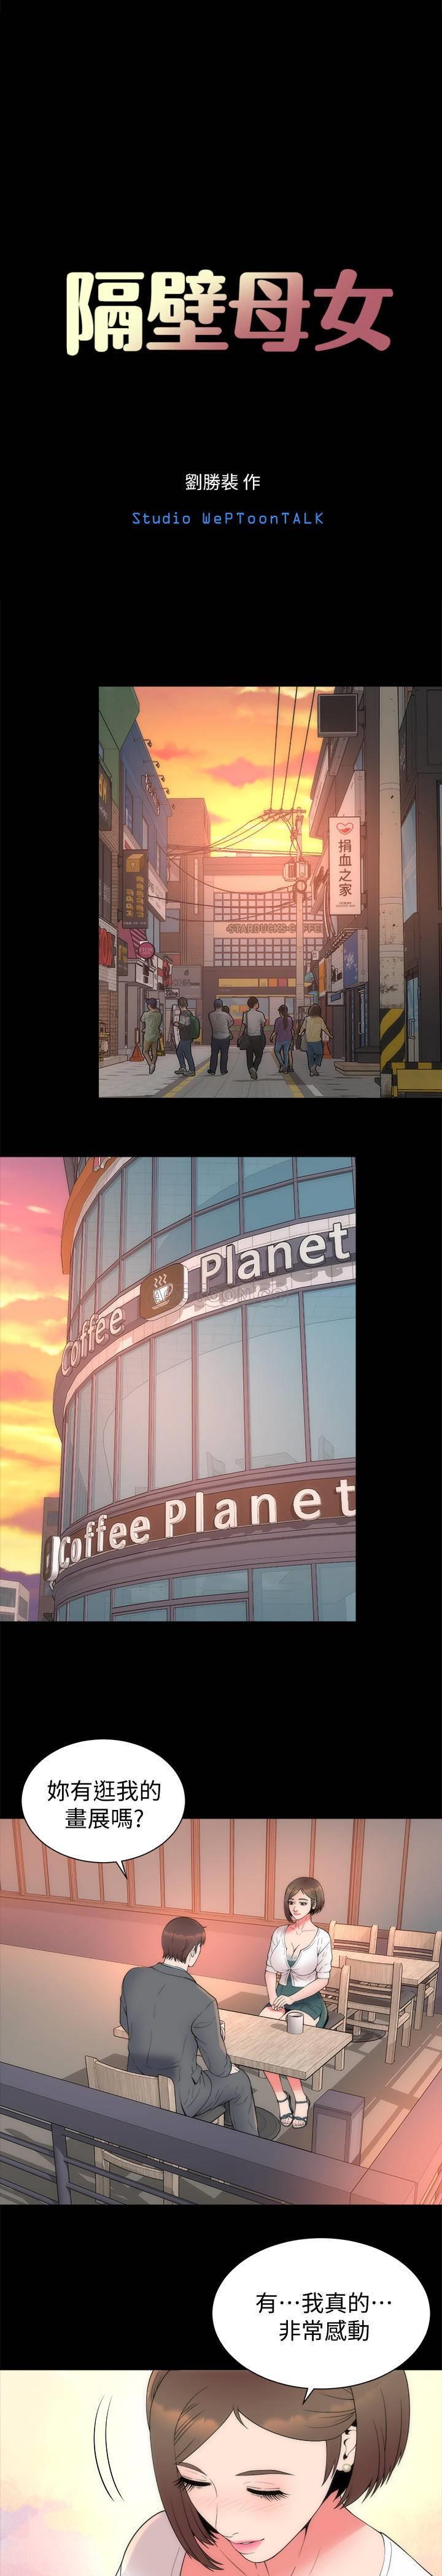 隔壁母女
劉勝裴 作
Studio WePToonTALK
捐血之家
STARDUCKS COFFEE
Coffee Planet
Coffee Planet
妳有逛我的
畫展嗎?
有⋯我真的⋯
非常感動